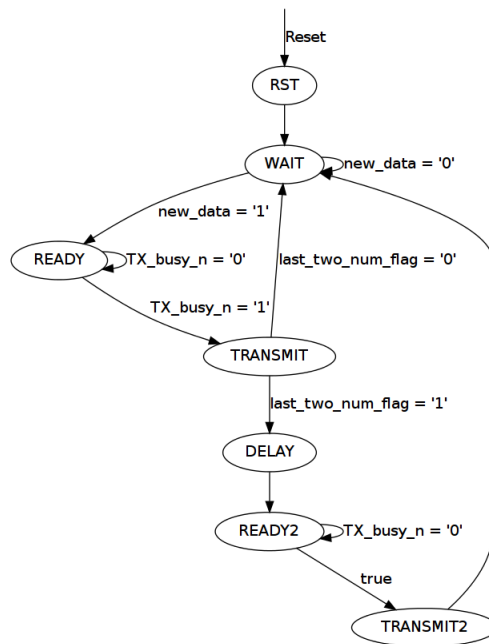 Reset
RST
WAIT
new_data = '0'
new_data = '1'
READY
TX_busy_n = '0'
last_two_num_flag = '0'
TX_busy_n = '1'
TRANSMIT
last_two_num_flag = '1'
DELAY
READY2
TX_busy_n = '0'
true
TRANSMIT2